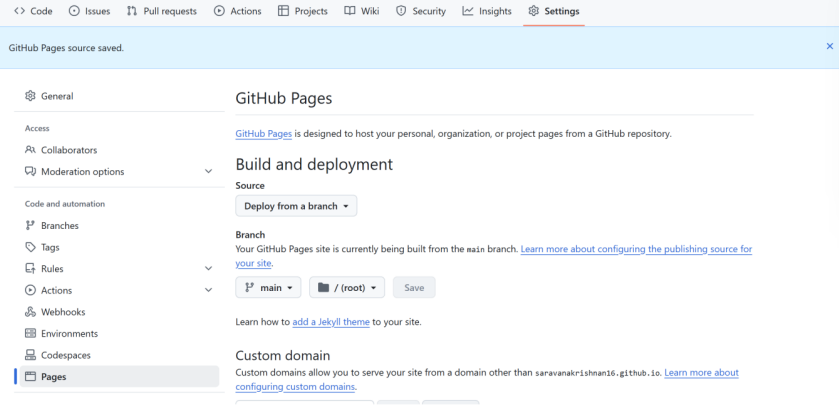 Code Issues Pull requests Actions Projects Wiki Security Insights Settings
GitHub Pages source saved.
General
Access
Collaborators
Moderation options
Code and automation
Branches
Tags
Rules
Actions
Webhooks
Environments
Codespaces
Pages
GitHub Pages
GitHub Pages is designed to host your personal, organization, or project pages from a GitHub repository.
Build and deployment
Source
Deploy from a branch
Branch
Your GitHub Pages site is currently being built from the main branch. Learn more about configuring the publishing source for
your site.
main / (root) Save
Learn how to add a Jekyll theme to your site.
Custom domain
Custom domains allow you to serve your site from a domain other than saravanakrishnan16.github.io. Learn more about
configuring custom domains.